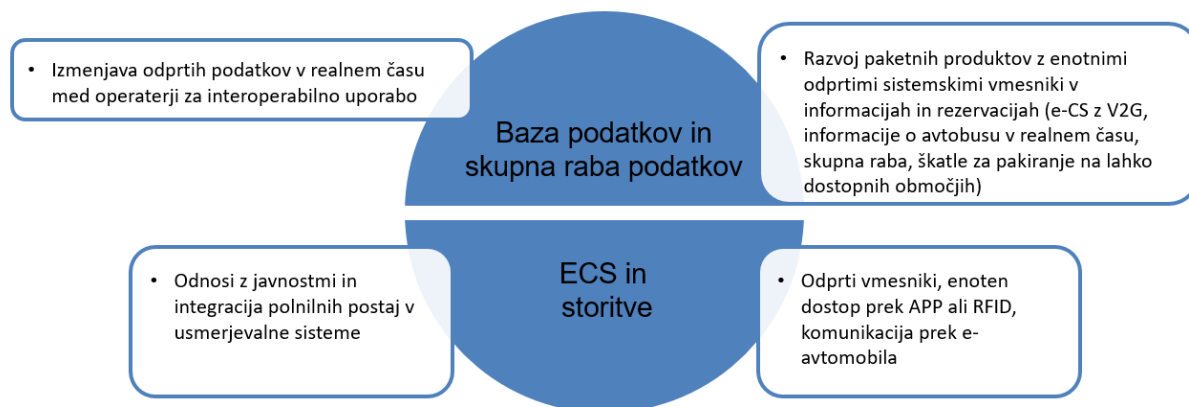 • Izmenjava odprtih podatkov v realnem času
med operaterji za interoperabilno uporabo
Baza podatkov in
skupna raba podatkov
• Razvoj paketnih produktov z enotnimi
odprtimi sistemskimi vmesniki v
informacijah in rezervacijah (e-CS z V2G,
informacije o avtobusu v realnem času,
skupna raba, škatle za pakiranje na lahko
dostopnih območjih)
• Odnosi z javnostmi in
integracija polnilnih postaj v
usmerjevalne sisteme
ECS in
storitve
• Odprti vmesniki, enoten
dostop prek APP ali RFID,
komunikacija prek e-
avtomobila